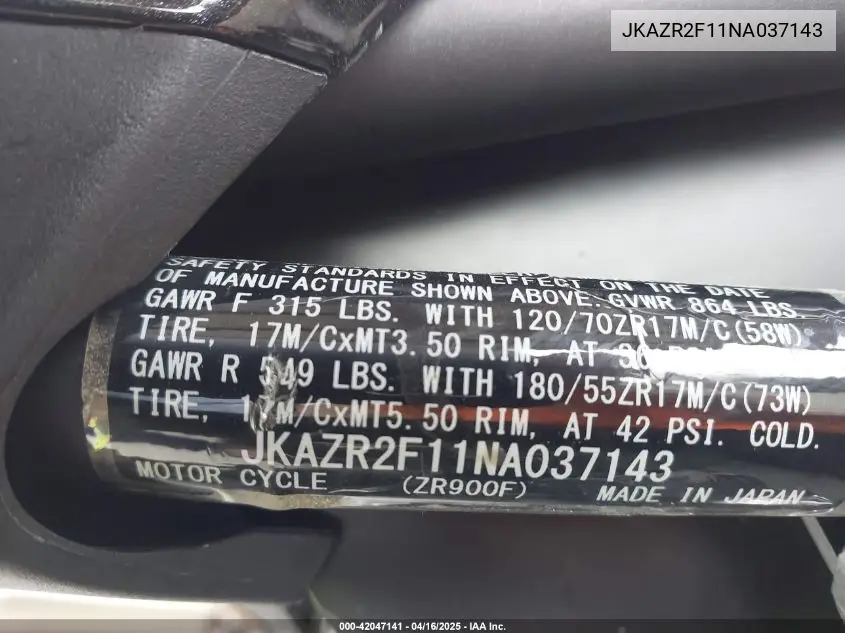 JKAZR2F11NA037143
SAFETY STANDARDS IN EFFECT ON THE DATE
OF MANUFACTURE SHOWN ABOVE. GVWR 864 LBS.
GAWR F 315 LBS. WITH 120/70ZR17M/C(58W)
TIRE, 17M/CxMT3.50 RIM, AT
GAWR R 549 LBS. WITH 180/55ZR17M/C(73W)
TIRE, 17M/CxMT5.50 RIM, AT 42 PSI. COLD.
JKAZR2F11NA037143
MOTOR CYCLE (ZR900F) MADE IN JAPAN
000-42047141 - 04/16/2025 - IAA Inc.